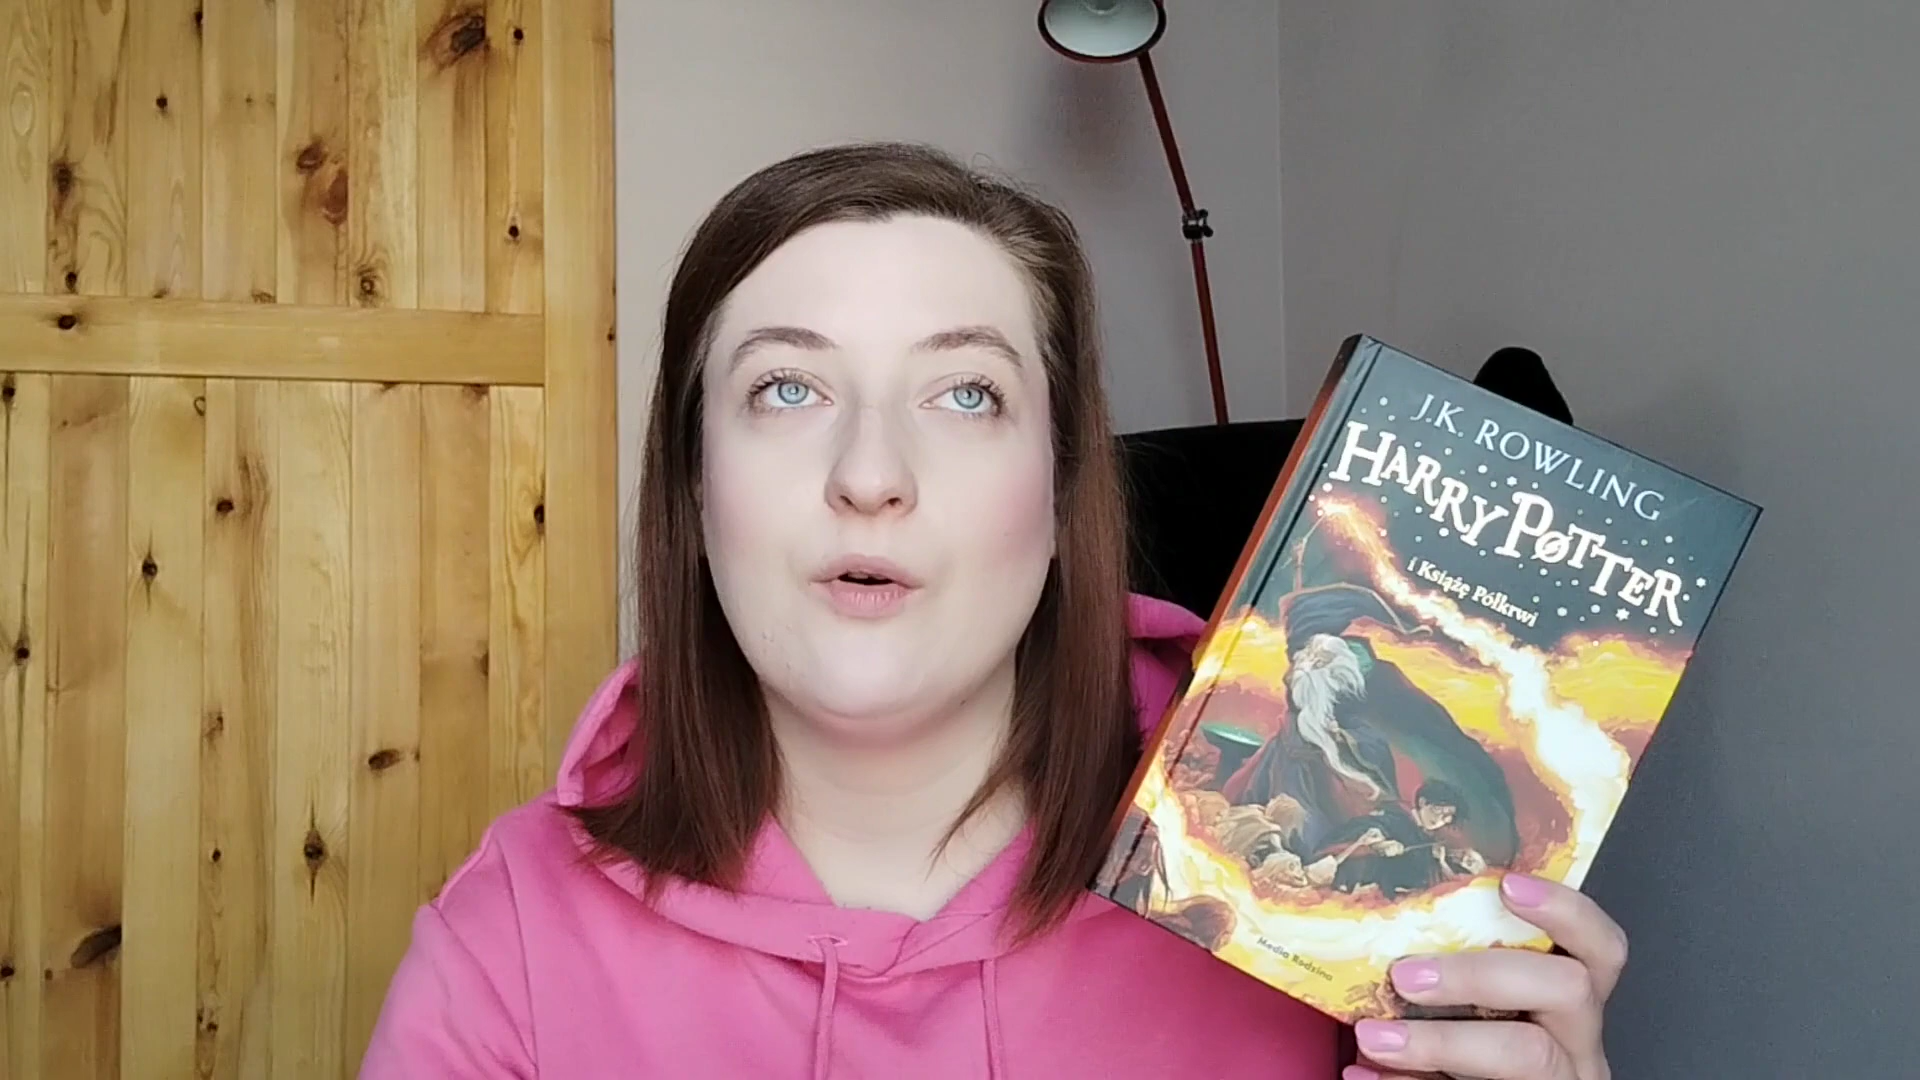 J.K. ROWLING
HARRY POTTER
i Książę Półkrwi
Media Rodzina